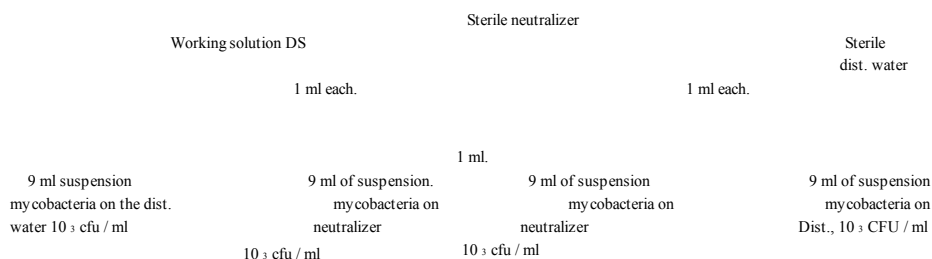 Sterile neutralizer
Working solution DS
Sterile
dist. water
1 ml each.
1 ml each.
1 ml.
9 ml suspension
mycobacteria on the dist.
water 10 3 cfu / ml
9 ml of suspension.
mycobacteria on
neutralizer
10 3 cfu / ml
9 ml of suspension
mycobacteria on
neutralizer
10 3 cfu / ml
9 ml of suspension
mycobacteria on
Dist., 10 3 CFU / ml